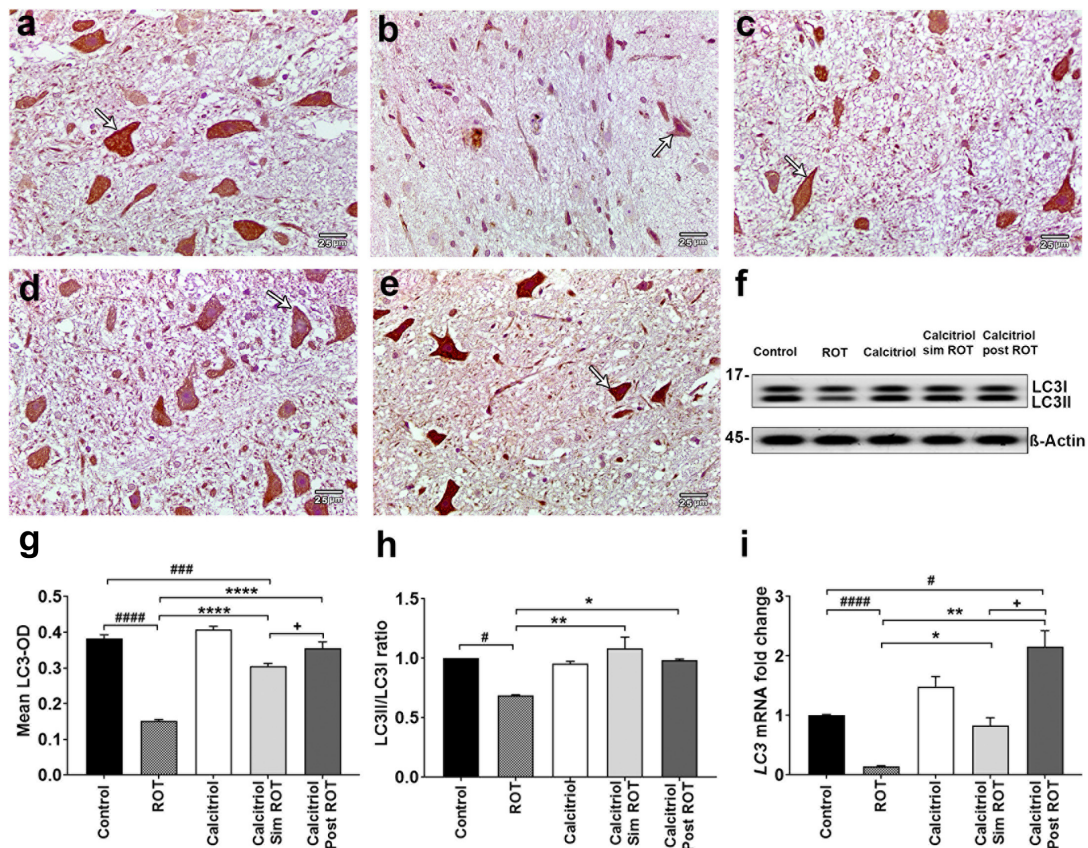 a
b
c
25 µm
25 µm
25 µm
d
e
f
25 µm
25 µm
Control ROT Calcitriol Calcitriol sim ROT Calcitriol post ROT
17-
LC3I
LC3II
45-
ß-Actin
g
h
i
###
****
####
****
+
Mean LC3-OD
0.5
0.4
0.3
0.2
0.1
0.0
Control
ROT
Calcitriol
Calcitriol
Sim ROT
Calcitriol
Post ROT
*
#
**
LC3II/LC3I ratio
1.5
1.0
0.5
0.0
Control
ROT
Calcitriol
Calcitriol
Sim ROT
Calcitriol
Post ROT
#
####
+
**
*
LC3 mRNA fold change
3
2
1
0
Control
ROT
Calcitriol
Calcitriol
Sim ROT
Calcitriol
Post ROT